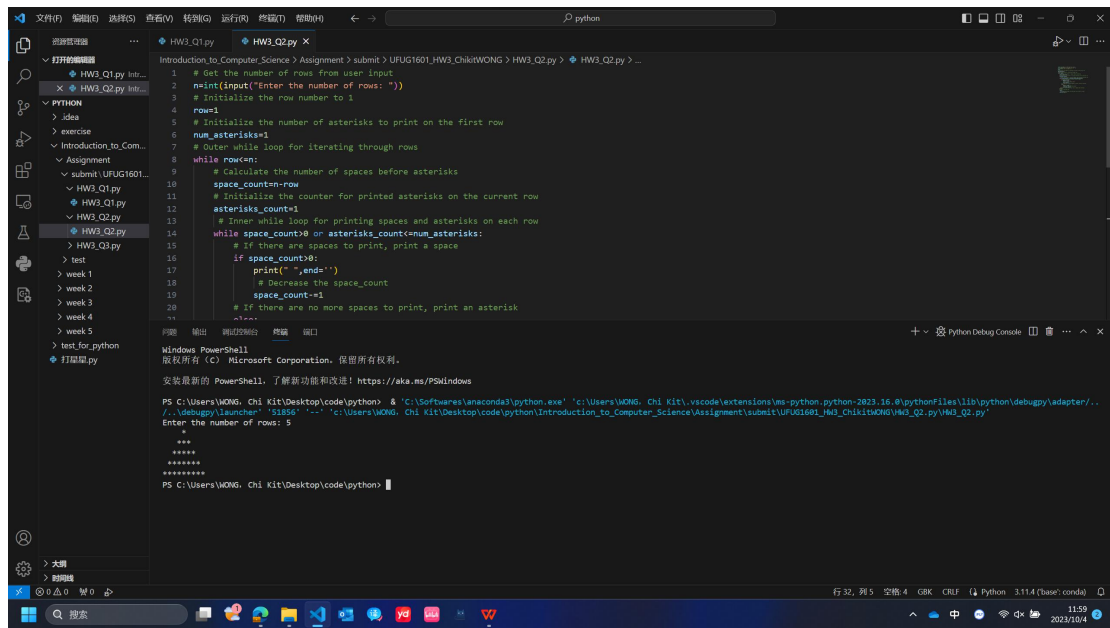 文件(F) 编辑(E) 选择(S) 查看(V) 转到(G) 运行(R) 终端(T) 帮助(H) python
资源管理器
打开的编辑器
HW3_Q1.py Intr...
HW3_Q2.py Intr...
PYTHON
.idea
exercise
Introduction_to_Com...
Assignment
submit \ UFUG1601...
HW3_Q1.py
HW3_Q1.py
HW3_Q2.py
HW3_Q2.py
HW3_Q3.py
test
week 1
week 2
week 3
week 4
week 5
test_for_python
打星星.py
大纲
时间线
HW3_Q1.py HW3_Q2.py
Introduction_to_Computer_Science > Assignment > submit > UFUG1601_HW3_ChikitWONG > HW3_Q2.py > HW3_Q2.py > ...
1 # Get the number of rows from user input
2 n=int(input("Enter the number of rows: "))
3 # Initialize the row number to 1
4 row=1
5 # Initialize the number of asterisks to print on the first row
6 num_asterisks=1
7 # Outer while loop for iterating through rows
8 while row<=n:
9 # Calculate the number of spaces before asterisks
10 space_count=n-row
11 # Initialize the counter for printed asterisks on the current row
12 asterisks_count=1
13 # Inner while loop for printing spaces and asterisks on each row
14 while space_count>0 or asterisks_count<=num_asterisks:
15 # If there are spaces to print, print a space
16 if space_count>0:
17 print(" ",end='')
18 # Decrease the space_count
19 space_count-=1
20 # If there are no more spaces to print, print an asterisk
21 else:
问题 输出 调试控制台 终端 端口 Python Debug Console
Windows PowerShell
版权所有 (C) Microsoft Corporation。保留所有权利。
安装最新的 PowerShell，了解新功能和改进！https://aka.ms/PSWindows
PS C:\Users\WONG, Chi Kit\Desktop\code\python> & 'C:\Softwares\anaconda3\python.exe' 'c:\Users\WONG, Chi Kit\.vscode\extensions\ms-python.python-2023.16.0\pythonFiles\lib\python\debugpy\adapter/..
/..\debugpy\launcher' '51856' '--' 'c:\Users\WONG, Chi Kit\Desktop\code\python\Introduction_to_Computer_Science\Assignment\submit\UFUG1601_HW3_ChikitWONG\HW3_Q2.py\HW3_Q2.py'
Enter the number of rows: 5
*
***
*****
*******
*********
PS C:\Users\WONG, Chi Kit\Desktop\code\python>
0 0 0 行 32, 列 5 空格: 4 GBK CRLF Python 3.11.4 ('base': conda)
搜索 yd 中 11:59
2023/10/4